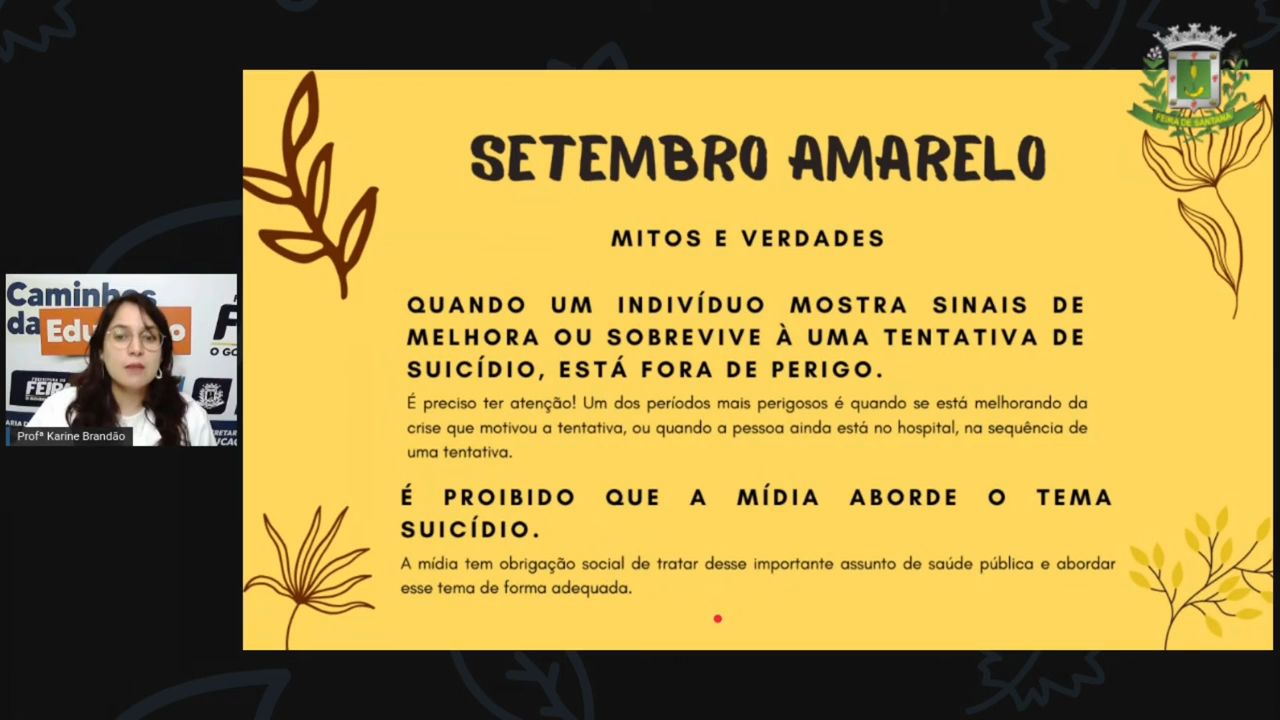 FEIRA DE SANTANA
SETEMBRO AMARELO
MITOS E VERDADES
QUANDO UM INDIVÍDUO MOSTRA SINAIS DE
MELHORA OU SOBREVIVE À UMA TENTATIVA DE
SUICÍDIO, ESTÁ FORA DE PERIGO.
É preciso ter atenção! Um dos períodos mais perigosos é quando se está melhorando da
crise que motivou a tentativa, ou quando a pessoa ainda está no hospital, na sequência de
uma tentativa.
É PROIBIDO QUE A MÍDIA ABORDE O TEMA
SUICÍDIO.
A mídia tem obrigação social de tratar desse importante assunto de saúde pública e abordar
esse tema de forma adequada.
Caminhos
da
O GO
FEIR
Profª Karine Brandão